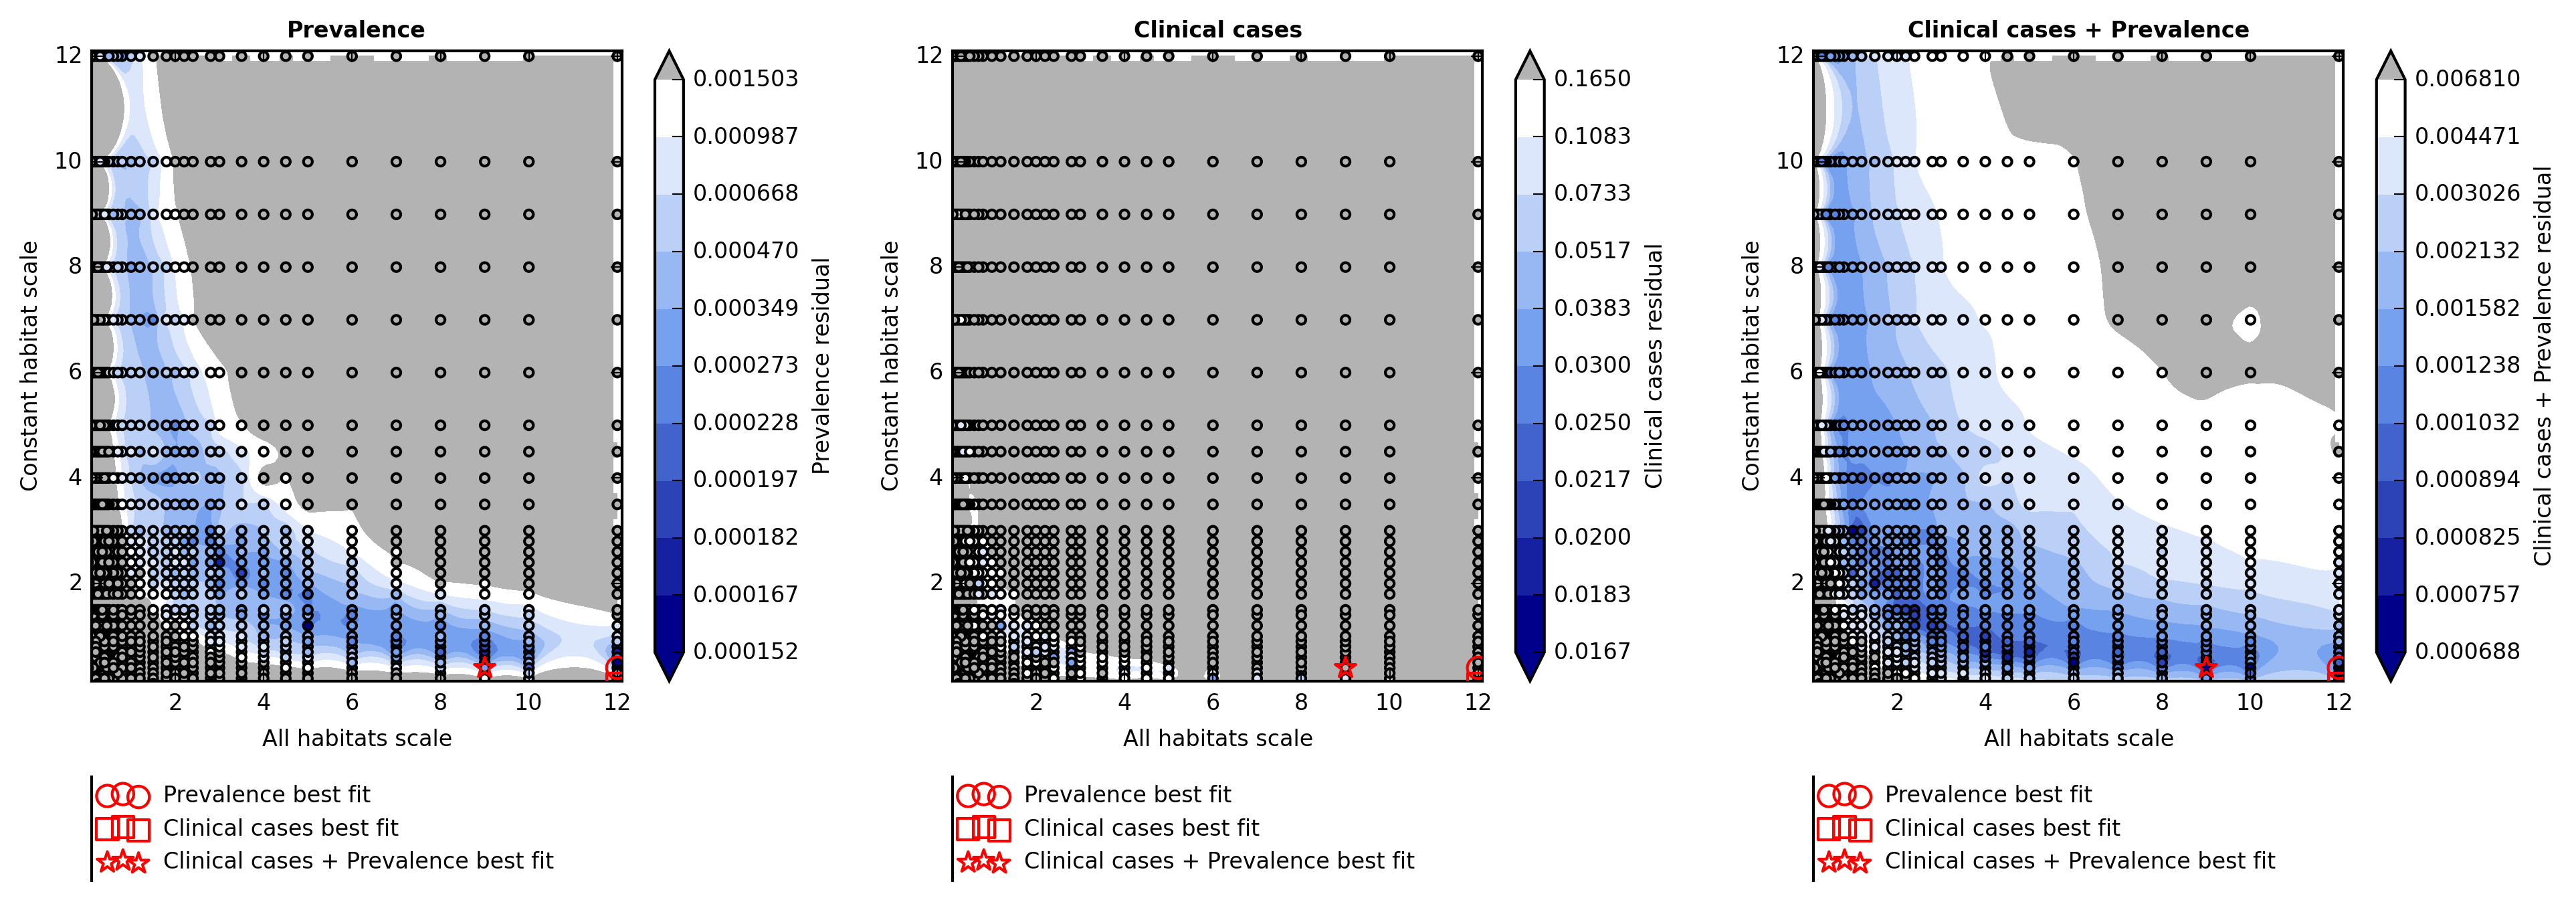 Prevalence
12
10
8
6
4
2
Constant habitat scale
2 4 6 8 10 12
All habitats scale
0.001503
0.000987
0.000668
0.000470
0.000349
0.000273
0.000228
0.000197
0.000182
0.000167
0.000152
Prevalence residual
Prevalence best fit
Clinical cases best fit
Clinical cases + Prevalence best fit
Clinical cases
12
10
8
6
4
2
Constant habitat scale
2 4 6 8 10 12
All habitats scale
0.1650
0.1083
0.0733
0.0517
0.0383
0.0300
0.0250
0.0217
0.0200
0.0183
0.0167
Clinical cases residual
Prevalence best fit
Clinical cases best fit
Clinical cases + Prevalence best fit
Clinical cases + Prevalence
12
10
8
6
4
2
Constant habitat scale
2 4 6 8 10 12
All habitats scale
0.006810
0.004471
0.003026
0.002132
0.001582
0.001238
0.001032
0.000894
0.000825
0.000757
0.000688
Clinical cases + Prevalence residual
Prevalence best fit
Clinical cases best fit
Clinical cases + Prevalence best fit